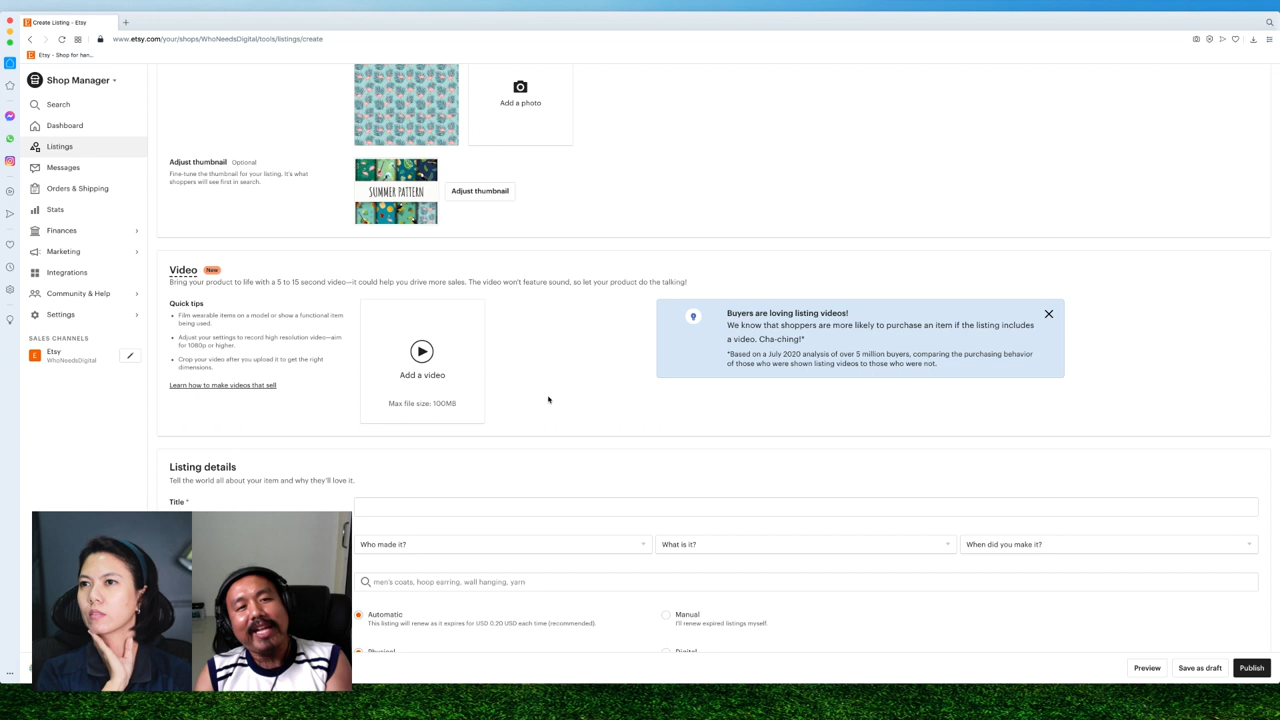 Create Listing - Etsy
www.etsy.com/your/shops/WhoNeedsDigital/tools/listings/create
Etsy - Shop for han...
Shop Manager
Search
Dashboard
Listings
Messages
Orders & Shipping
Stats
Finances
Marketing
Integrations
Community & Help
Settings
SALES CHANNELS
Etsy
WhoNeedsDigital
Add a photo
Adjust thumbnail Optional
Fine-tune the thumbnail for your listing. It's what
shoppers will see first in search.
SUMMER PATTERN
Adjust thumbnail
Video New
Bring your product to life with a 5 to 15 second video—it could help you drive more sales. The video won't feature sound, so let your product do the talking!
Quick tips
• Film wearable items on a model or show a functional item
being used.
• Adjust your settings to record high resolution video—aim
for 1080p or higher.
• Crop your video after you upload it to get the right
dimensions.
Learn how to make videos that sell
Add a video
Max file size: 100MB
Buyers are loving listing videos!
We know that shoppers are more likely to purchase an item if the listing includes
a video. Cha-ching!*
*Based on a July 2020 analysis of over 5 million buyers, comparing the purchasing behavior
of those who were shown listing videos to those who were not.
Listing details
Tell the world all about your item and why they'll love it.
Title *
Who made it?
What is it?
When did you make it?
men's coats, hoop earring, wall hanging, yarn
Automatic
This listing will renew as it expires for USD 0.20 USD each time (recommended).
Manual
I'll renew expired listings myself.
Physical
Digital
Preview
Save as draft
Publish